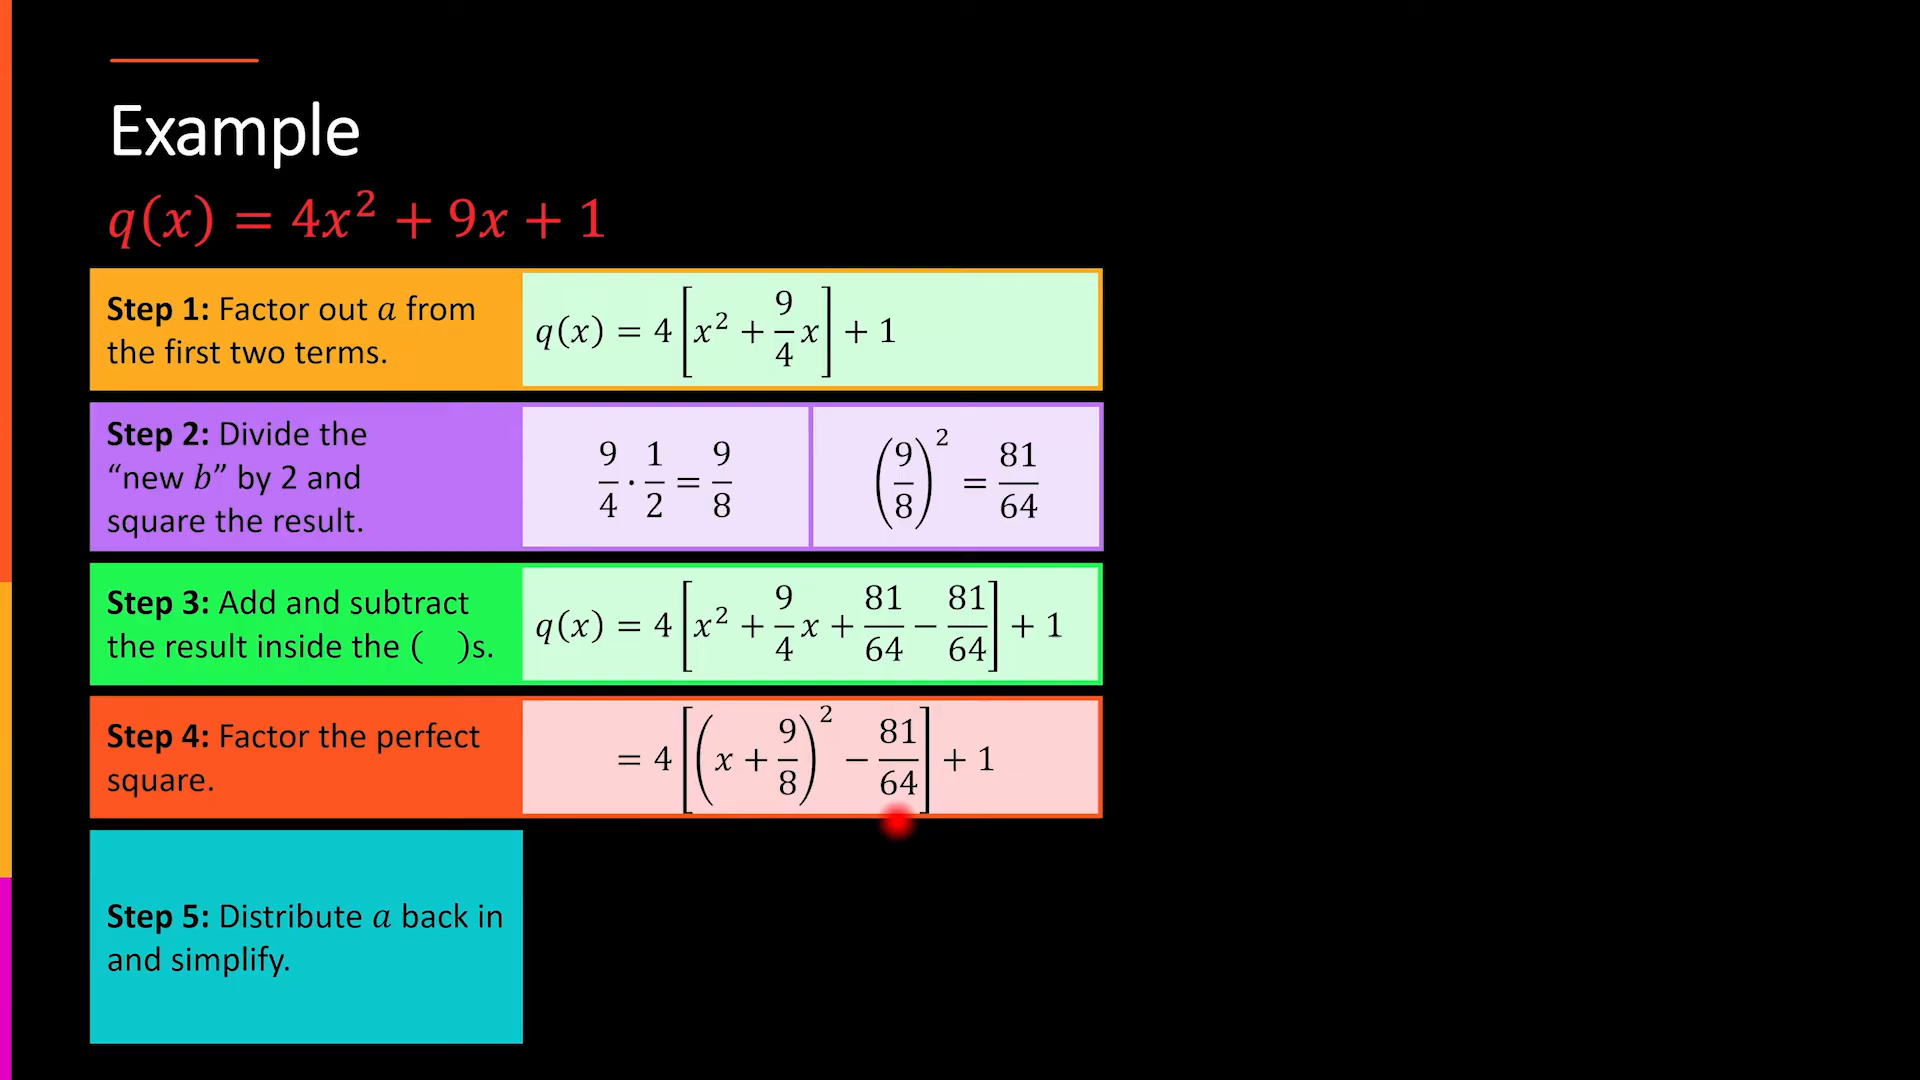 Example
q(x) = 4x² + 9x + 1
Step 1: Factor out a from
the first two terms.
q(x) = 4[x² + 9/4 x] + 1
Step 2: Divide the
“new b” by 2 and
square the result.
9/4 · 1/2 = 9/8
(9/8)² = 81/64
Step 3: Add and subtract
the result inside the ( )s.
q(x) = 4[x² + 9/4 x + 81/64 − 81/64] + 1
Step 4: Factor the perfect
square.
= 4[(x + 9/8)² − 81/64] + 1
Step 5: Distribute a back in
and simplify.